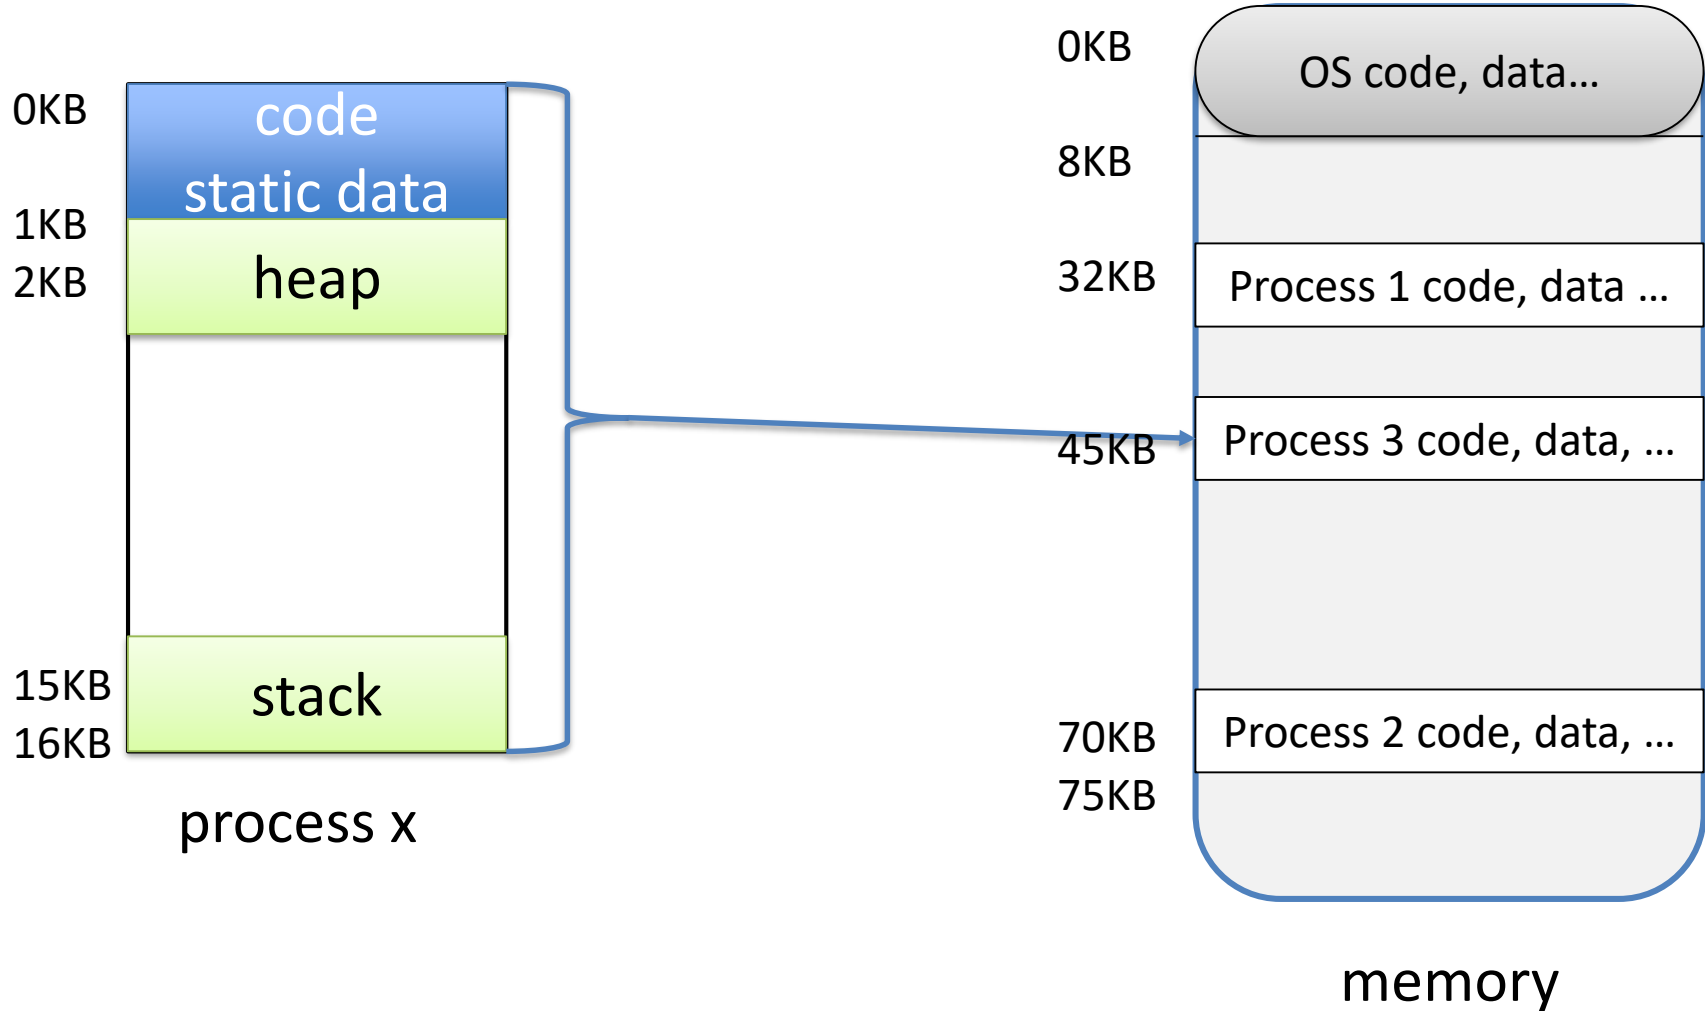 0KB
code
static data
1KB
heap
2KB
15KB
stack
16KB
process x
0KB
OS code, data...
8KB
32KB
Process 1 code, data ...
45KB
Process 3 code, data, ...
70KB
Process 2 code, data, ...
75KB
memory